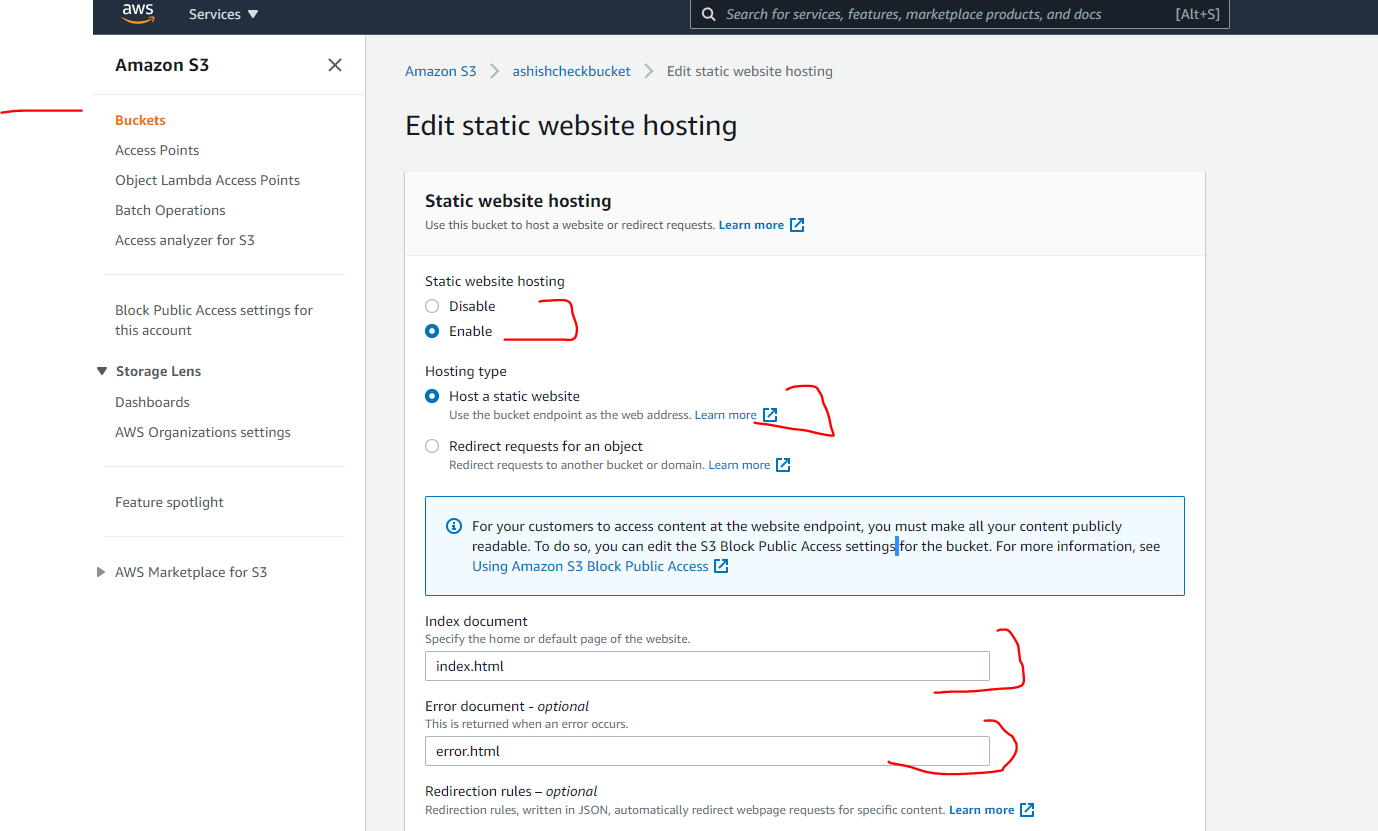 aws
Services
Search for services, features, marketplace products, and docs [Alt+S]
Amazon S3
Buckets
Access Points
Object Lambda Access Points
Batch Operations
Access analyzer for S3
Block Public Access settings for
this account
Storage Lens
Dashboards
AWS Organizations settings
Feature spotlight
AWS Marketplace for S3
Amazon S3 > ashishcheckbucket > Edit static website hosting
Edit static website hosting
Static website hosting
Use this bucket to host a website or redirect requests. Learn more
Static website hosting
Disable
Enable
Hosting type
Host a static website
Use the bucket endpoint as the web address. Learn more
Redirect requests for an object
Redirect requests to another bucket or domain. Learn more
For your customers to access content at the website endpoint, you must make all your content publicly
readable. To do so, you can edit the S3 Block Public Access settings for the bucket. For more information, see
Using Amazon S3 Block Public Access
Index document
Specify the home or default page of the website.
index.html
Error document - optional
This is returned when an error occurs.
error.html
Redirection rules – optional
Redirection rules, written in JSON, automatically redirect webpage requests for specific content. Learn more